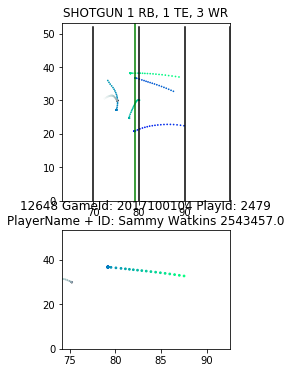 SHOTGUN 1 RB, 1 TE, 3 WR
50
40
30
20
10
0
70 80 90
12648 GameId: 2017100104 PlayId: 2479
PlayerName + ID: Sammy Watkins 2543457.0
40
20
0
75 80 85 90